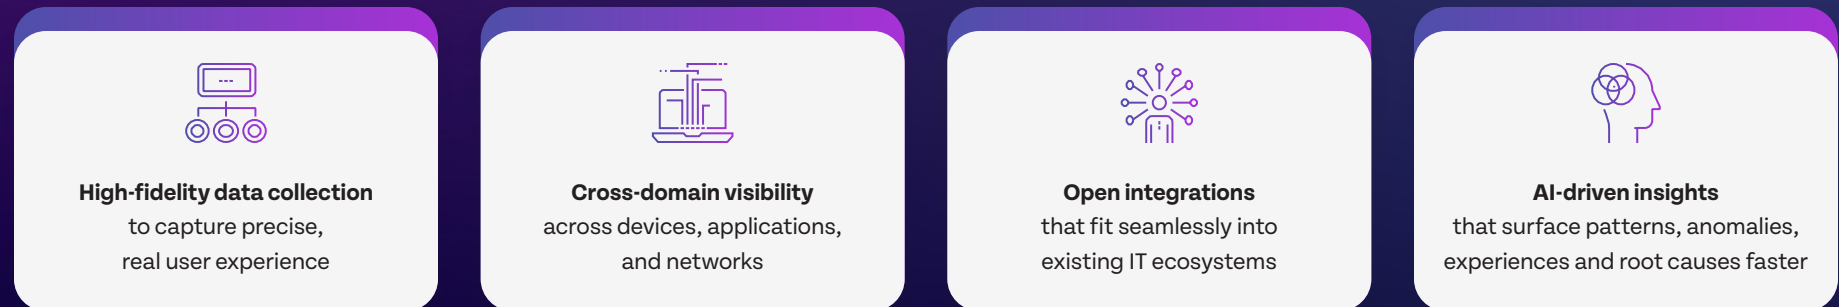 High-fidelity data collection
to capture precise,
real user experience
Cross-domain visibility
across devices, applications,
and networks
Open integrations
that fit seamlessly into
existing IT ecosystems
AI-driven insights
that surface patterns, anomalies,
experiences and root causes faster